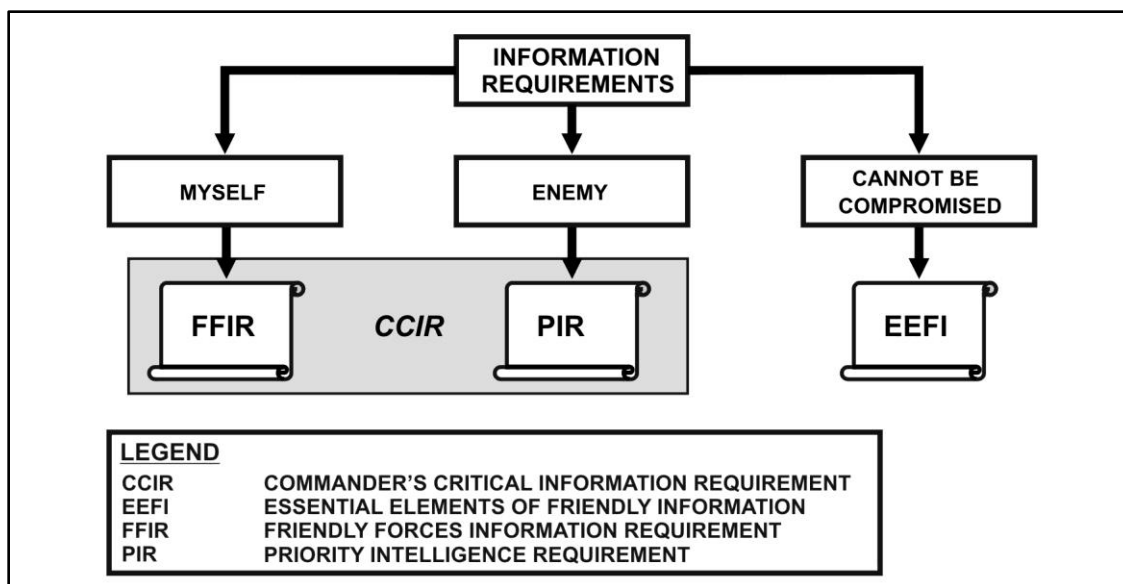 INFORMATION
REQUIREMENTS
MYSELF
ENEMY
CANNOT BE
COMPROMISED
FFIR
CCIR
PIR
EEFI
LEGEND
CCIR COMMANDER'S CRITICAL INFORMATION REQUIREMENT
EEFI ESSENTIAL ELEMENTS OF FRIENDLY INFORMATION
FFIR FRIENDLY FORCES INFORMATION REQUIREMENT
PIR PRIORITY INTELLIGENCE REQUIREMENT